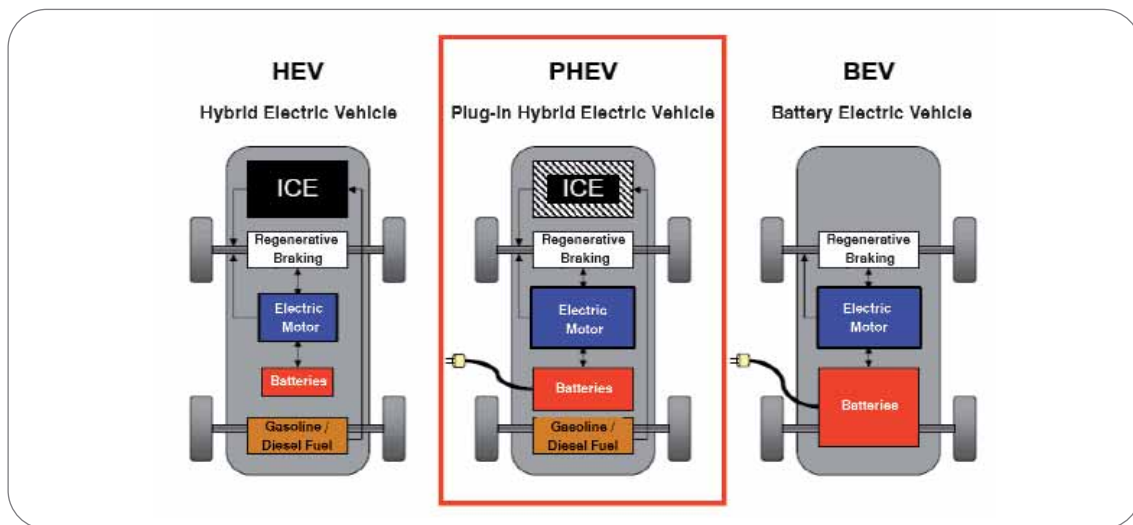 HEV
Hybrid Electric Vehicle
ICE
Regenerative
Braking
Electric
Motor
Batteries
Gasoline /
Diesel Fuel
PHEV
Plug-in Hybrid Electric Vehicle
ICE
Regenerative
Braking
Electric
Motor
Batteries
Gasoline /
Diesel Fuel
BEV
Battery Electric Vehicle
Regenerative
Braking
Electric
Motor
Batteries